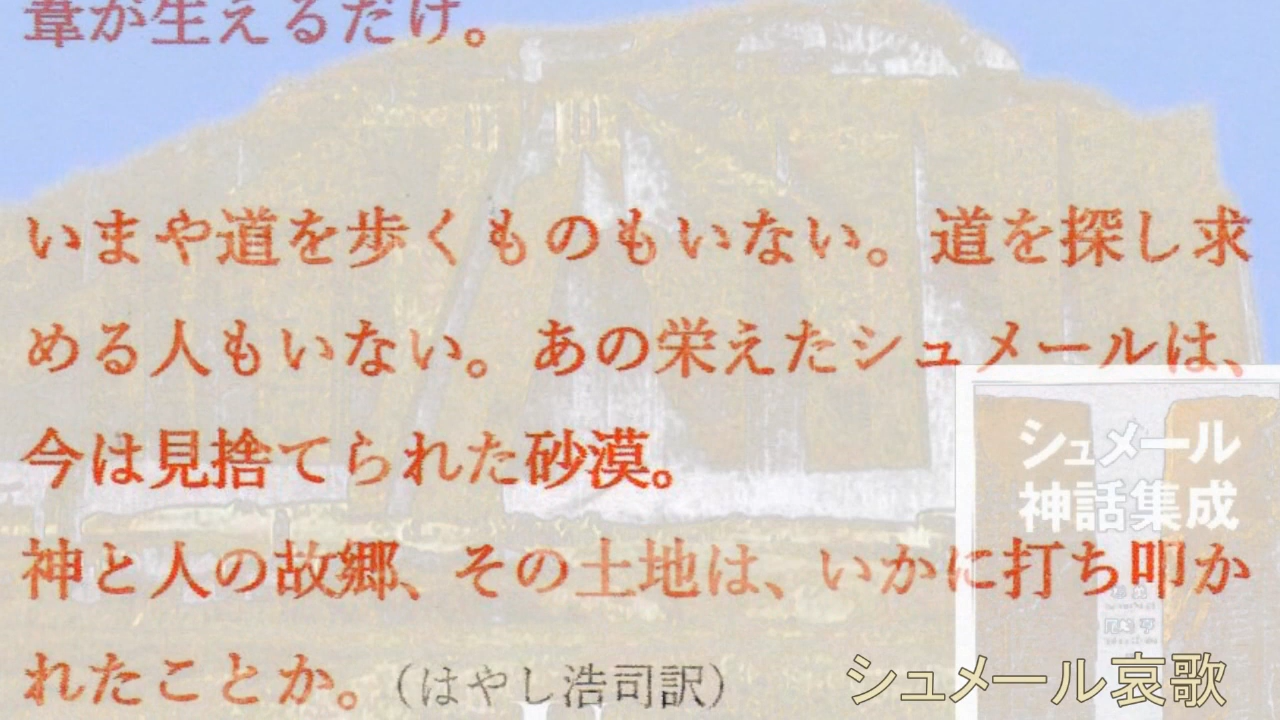 葦が生えるだけ。
いまや道を歩くものもいない。道を探し求
める人もいない。あの栄えたシュメールは、
今は見捨てられた砂漠。
神と人の故郷、その土地は、いかに打ち叩か
れたことか。（はやし浩司訳）
シュメール
神話集成
シュメール哀歌